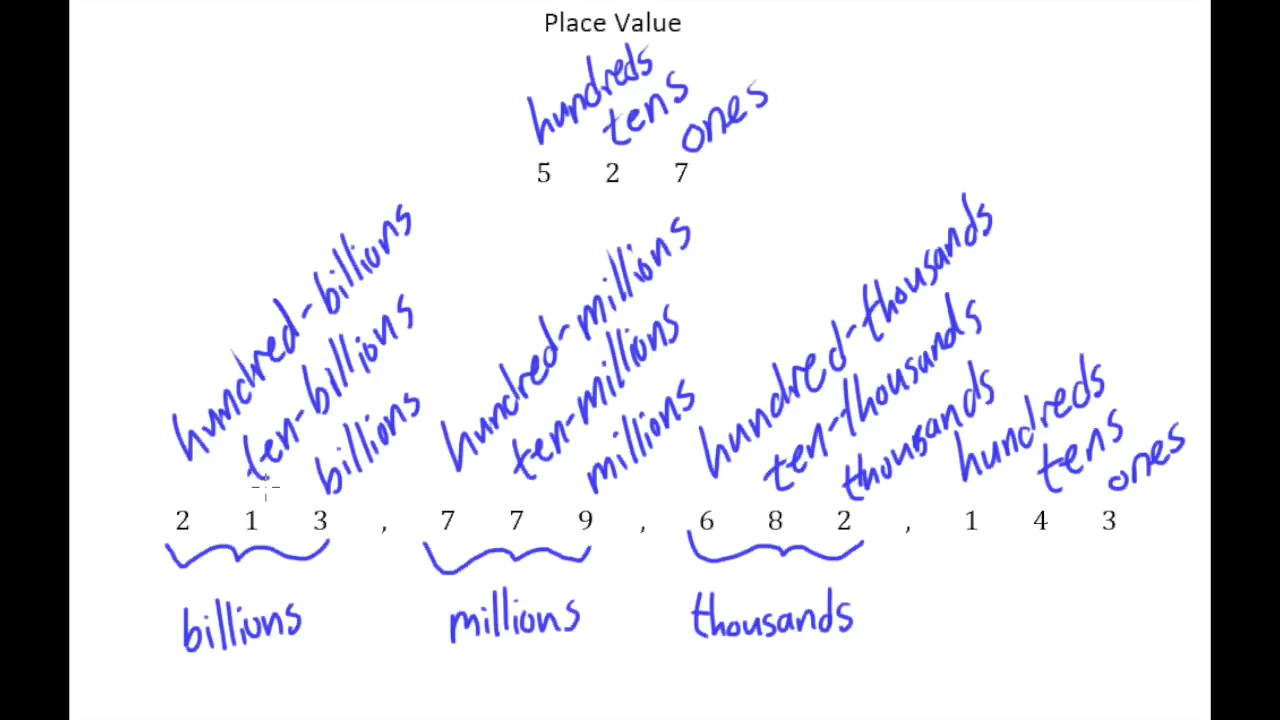 Place Value
hundreds
tens
ones
5 2 7
hundred-billions
ten-billions
billions
hundred-millions
ten-millions
millions
hundred-thousands
ten-thousands
thousands
hundreds
tens
ones
2 1 3 , 7 7 9 , 6 8 2 , 1 4 3
billions millions thousands